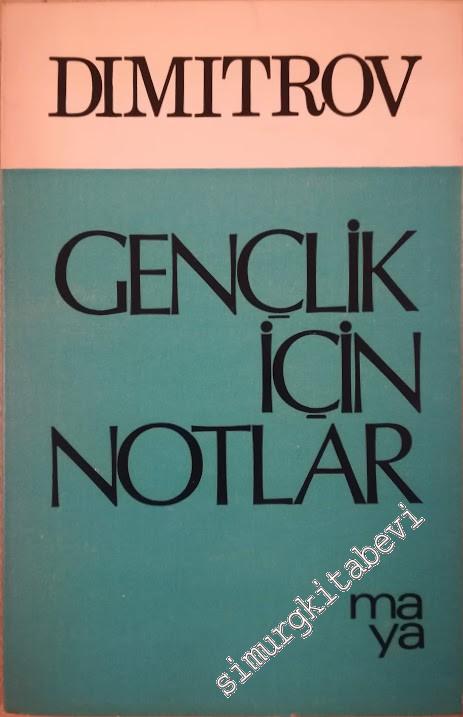 DIMITROV
GENÇLİK
İÇİN
NOTLAR
simurgkitabevi
ma
ya